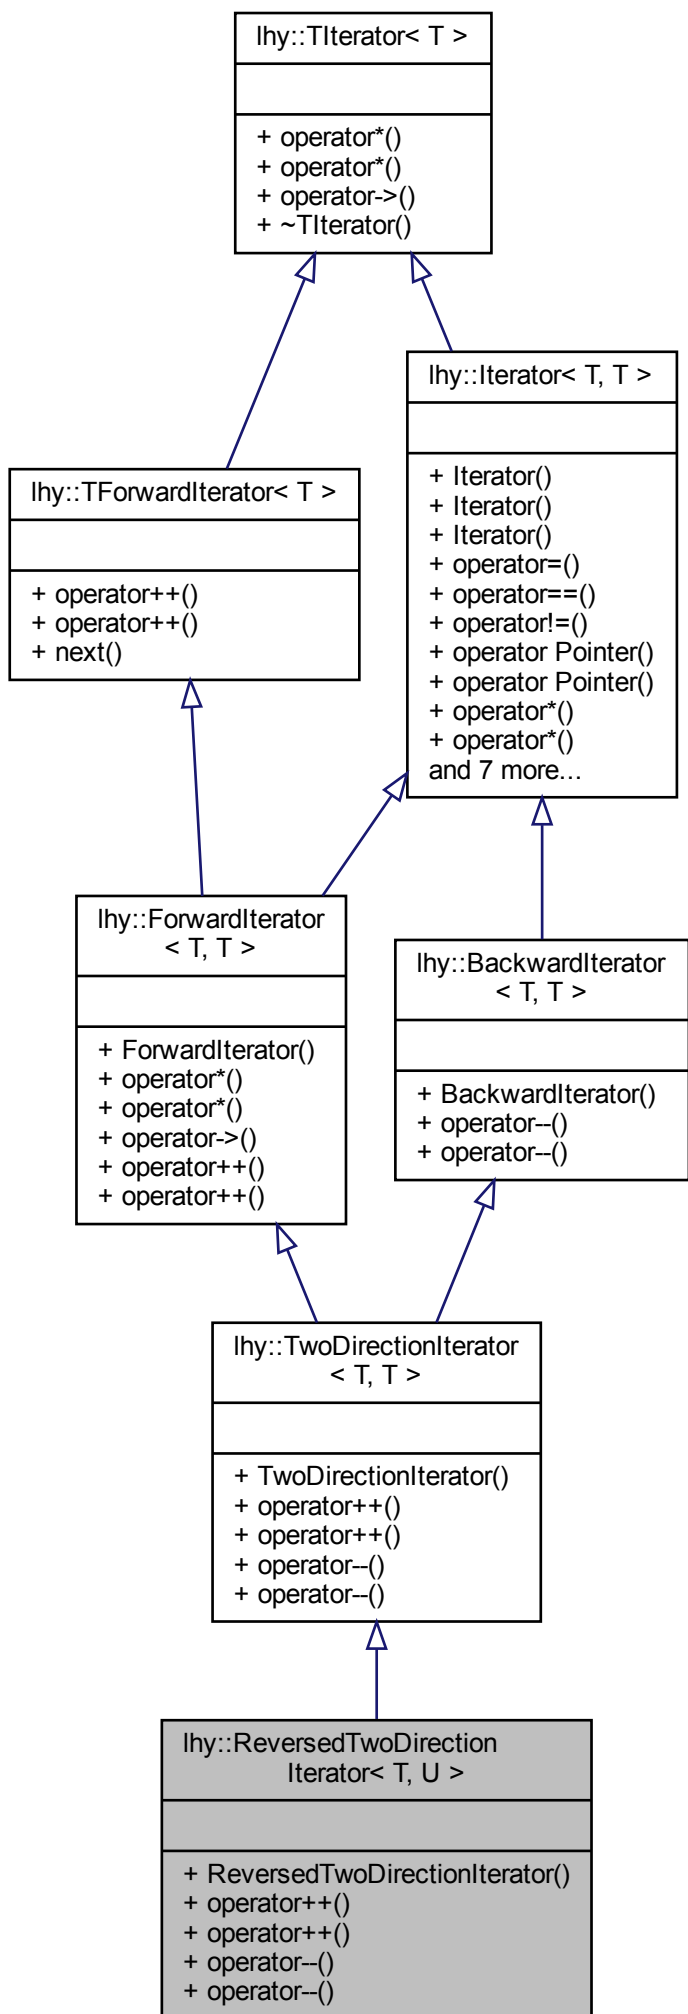 lhy::TIterator< T >
+ operator*()
+ operator*()
+ operator->()
+ ~TIterator()
lhy::Iterator< T, T >
+ Iterator()
+ Iterator()
+ Iterator()
+ operator=()
+ operator==()
+ operator!=()
+ operator Pointer()
+ operator Pointer()
+ operator*()
+ operator*()
and 7 more...
lhy::TForwardIterator< T >
+ operator++()
+ operator++()
+ next()
lhy::ForwardIterator
< T, T >
+ ForwardIterator()
+ operator*()
+ operator*()
+ operator->()
+ operator++()
+ operator++()
lhy::BackwardIterator
< T, T >
+ BackwardIterator()
+ operator--()
+ operator--()
lhy::TwoDirectionIterator
< T, T >
+ TwoDirectionIterator()
+ operator++()
+ operator++()
+ operator--()
+ operator--()
lhy::ReversedTwoDirection
Iterator< T, U >
+ ReversedTwoDirectionIterator()
+ operator++()
+ operator++()
+ operator--()
+ operator--()